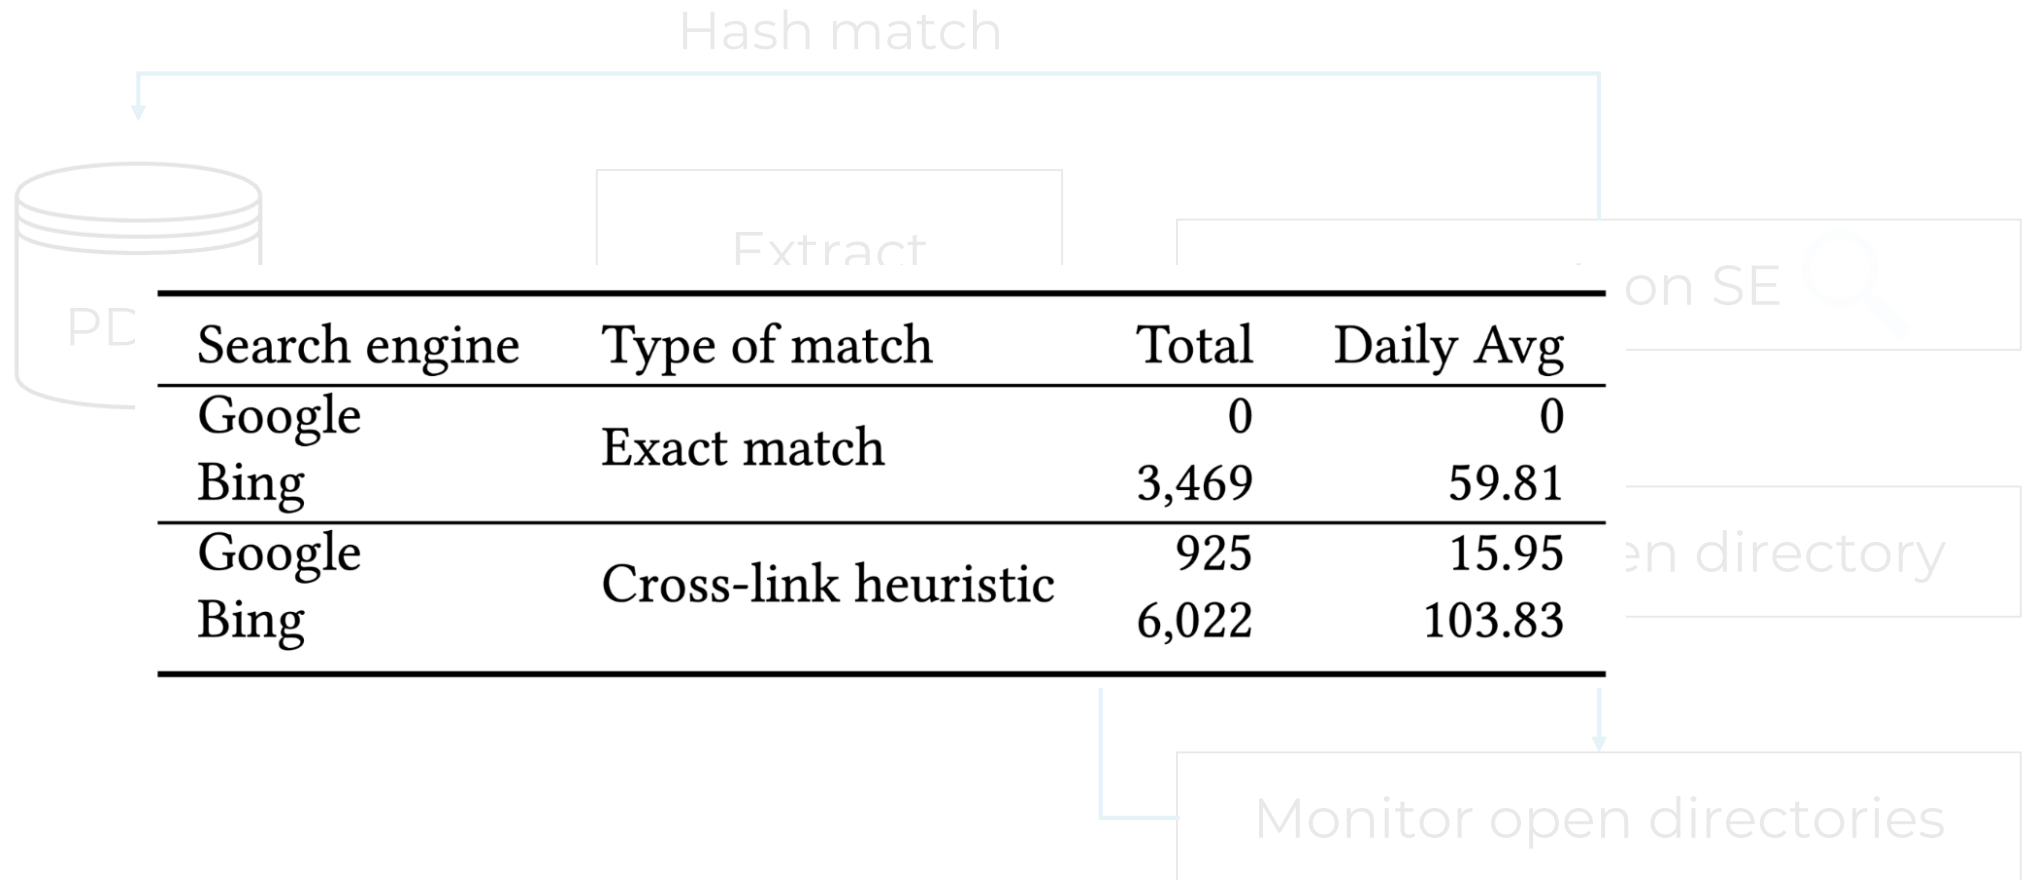 Hash match
Extract
on SE
Search engine Type of match Total Daily Avg
Google 0 0
Exact match
Bing 3,469 59.81
Google 925 15.95
Cross-link heuristic
Bing 6,022 103.83
directory
Monitor open directories